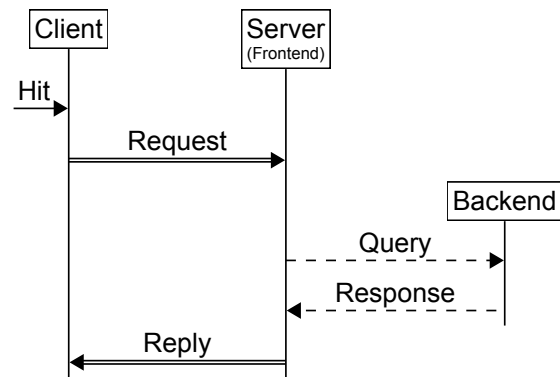 Client
Server
(Frontend)
Hit
Request
Backend
Query
Response
Reply